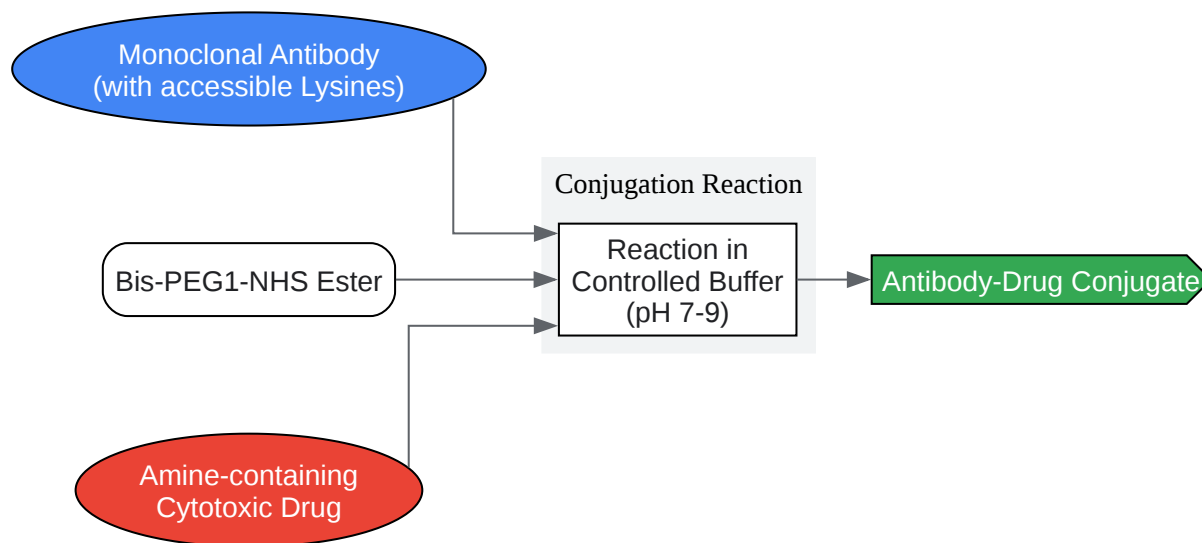 Monoclonal Antibody
(with accessible Lysines)
Conjugation Reaction
Bis-PEG1-NHS Ester
Reaction in
Controlled Buffer
(pH 7-9)
Antibody-Drug Conjugate
Amine-containing
Cytotoxic Drug